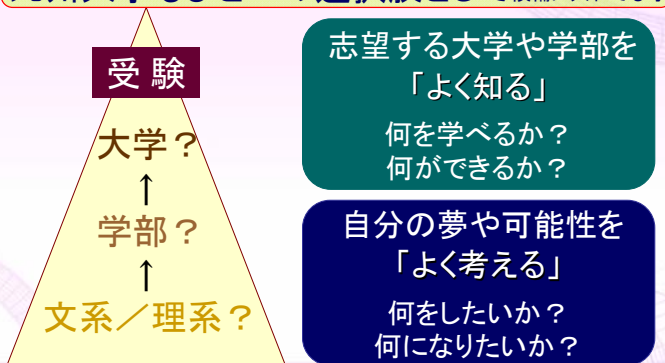 受 験
大学？
↑
学部？
↑
文系／理系？
志望する大学や学部を
「よく知る」
何を学べるか？
何ができるか？
自分の夢や可能性を
「よく考える」
何をしたいか？
何になりたいか？